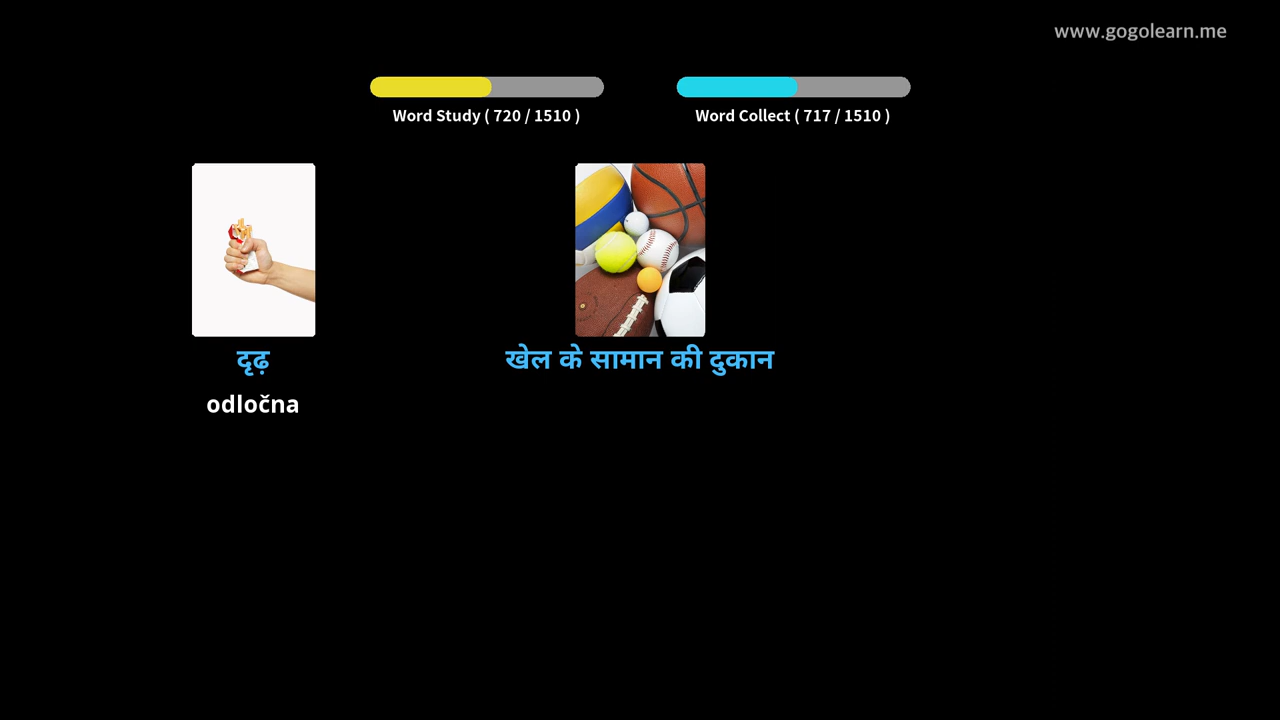 www.gogolearn.me
Word Study ( 720 / 1510 )
Word Collect ( 717 / 1510 )
दृढ़
खेल के सामान की दुकान
odločna